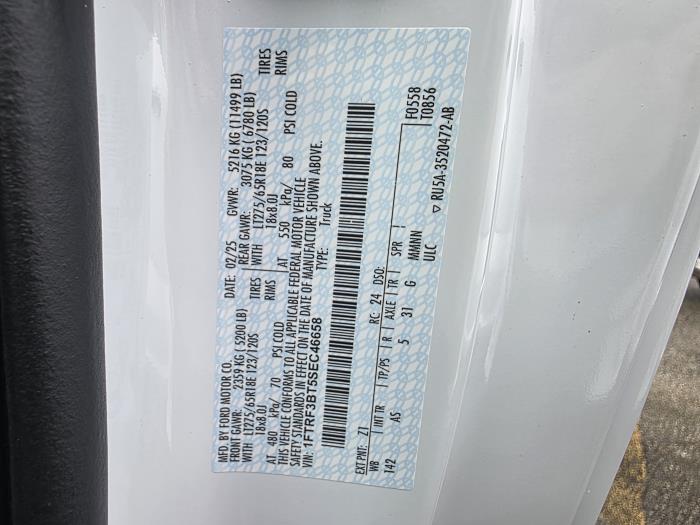 MFD. BY FORD MOTOR CO.
DATE: 02/25 GVWR: 5216 KG (11499 LB)
FRONT GAWR: 2359 KG (5200 LB) REAR GAWR: 3075 KG (6780 LB)
WITH LT275/65R18E 123/120S TIRES WITH LT275/65R18E 123/120S TIRES
18x8.0J RIMS 18x8.0J RIMS
AT 480 kPa/ 70 PSI COLD AT 550 kPa/ 80 PSI COLD
THIS VEHICLE CONFORMS TO ALL APPLICABLE FEDERAL MOTOR VEHICLE
SAFETY STANDARDS IN EFFECT ON THE DATE OF MANUFACTURE SHOWN ABOVE.
VIN: 1FTRF3BT5SEC46658 TYPE: Truck
EXT PNT: Z1 RC: 24 DSO: F0558
WB INT TR TP/PS R AXLE TR SPR T0856
142 AS 5 31 G MMNN
ULC
▽ RU5A-3520472-AB